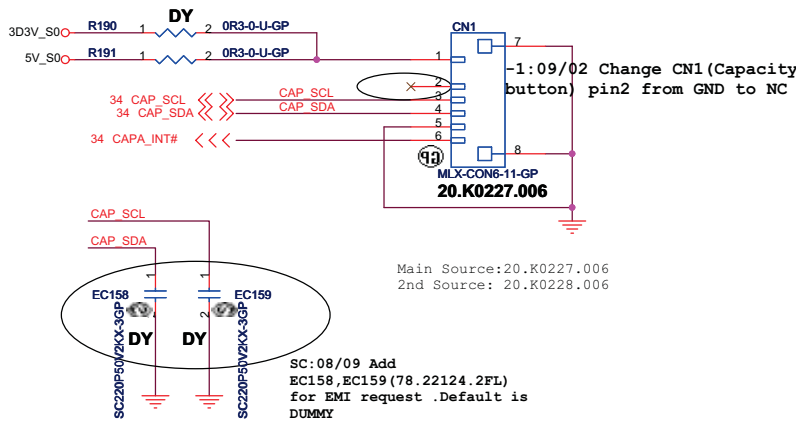 DY
3D3V_S0 R190 1 2 0R3-0-U-GP
5V_S0 R191 1 2 0R3-0-U-GP
CN1
1
2
3
4
5
6
7
8
-1:09/02 Change CN1(Capacity
button) pin2 from GND to NC
34 CAP_SCL CAP_SCL
34 CAP_SDA CAP_SDA
34 CAPA_INT#
MLX-CON6-11-GP
20.K0227.006
CAP_SCL
CAP_SDA
Main Source:20.K0227.006
2nd Source: 20.K0228.006
EC158 1 2
SC220P50V2KX-3GP
DY
EC159 1 2
SC220P50V2KX-3GP
DY
SC:08/09 Add
EC158,EC159(78.22124.2FL)
for EMI request .Default is
DUMMY